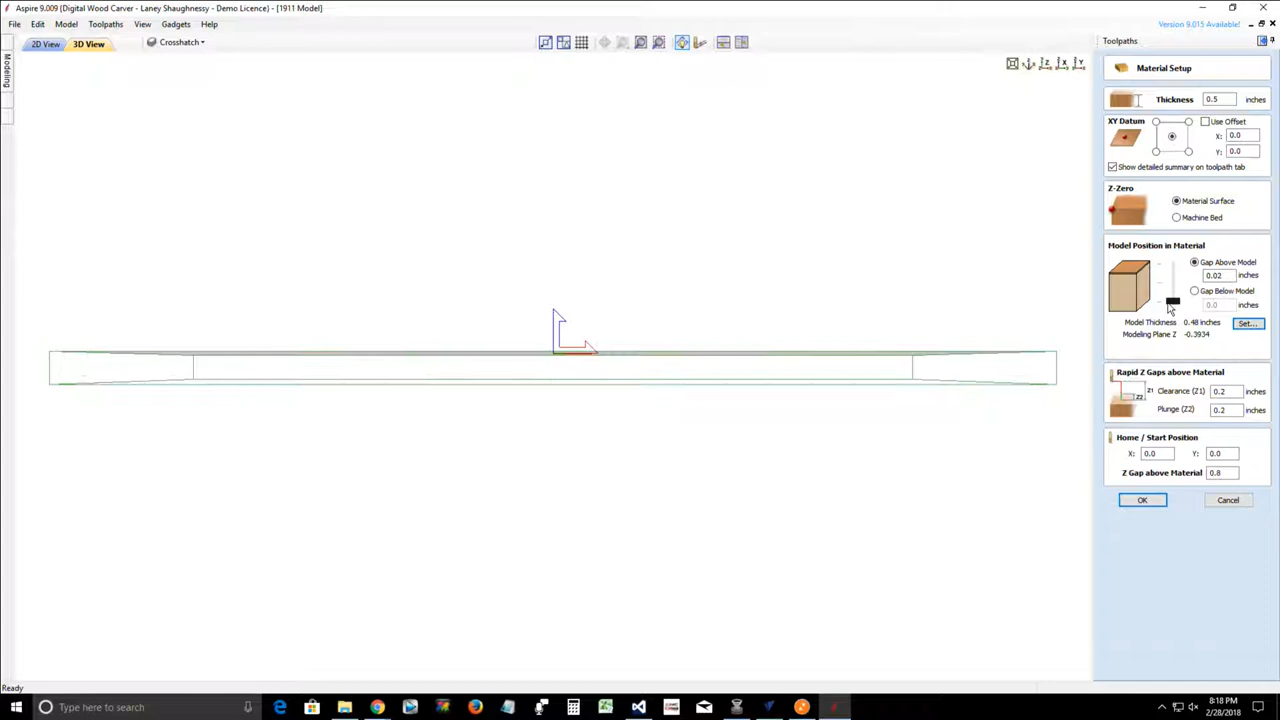 Aspire 9.009 (Digital Wood Carver - Laney Shaughnessy - Demo Licence) - [1911 Model]
File Edit Model Toolpaths View Gadgets Help
Version 9.015 Available!
2D View 3D View Crosshatch
Modeling
Toolpaths
Z X Y
Material Setup
Thickness 0.5 inches
XY Datum
Use Offset
X: 0.0
Y: 0.0
Show detailed summary on toolpath tab
Z-Zero
Material Surface
Machine Bed
Model Position in Material
Gap Above Model
0.02 inches
Gap Below Model
0.0 inches
Model Thickness 0.48 inches
Set...
Modeling Plane Z -0.3934
Rapid Z Gaps above Material
Z1 Clearance (Z1) 0.2 inches
Z2 Plunge (Z2) 0.2 inches
Home / Start Position
X: 0.0 Y: 0.0
Z Gap above Material 0.8
OK Cancel
Ready
Type here to search
8:18 PM
2/28/2018